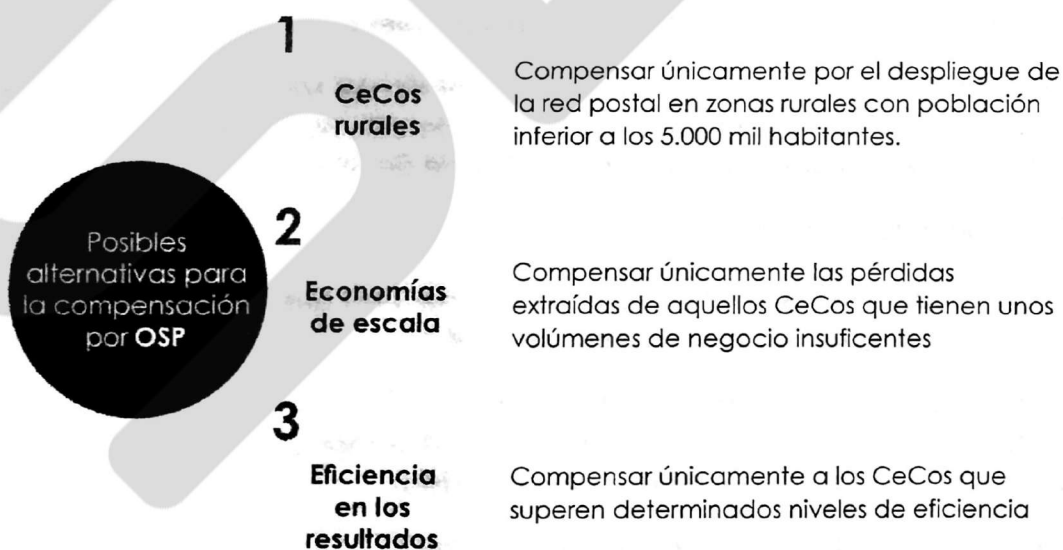 Posibles
alternativas para
la compensación
por OSP
1
CeCos
rurales
Compensar únicamente por el despliegue de
la red postal en zonas rurales con población
inferior a los 5.000 mil habitantes.
2
Economías
de escala
Compensar únicamente las pérdidas
extraídas de aquellos CeCos que tienen unos
volúmenes de negocio insuficentes
3
Eficiencia
en los
resultados
Compensar únicamente a los CeCos que
superen determinados niveles de eficiencia